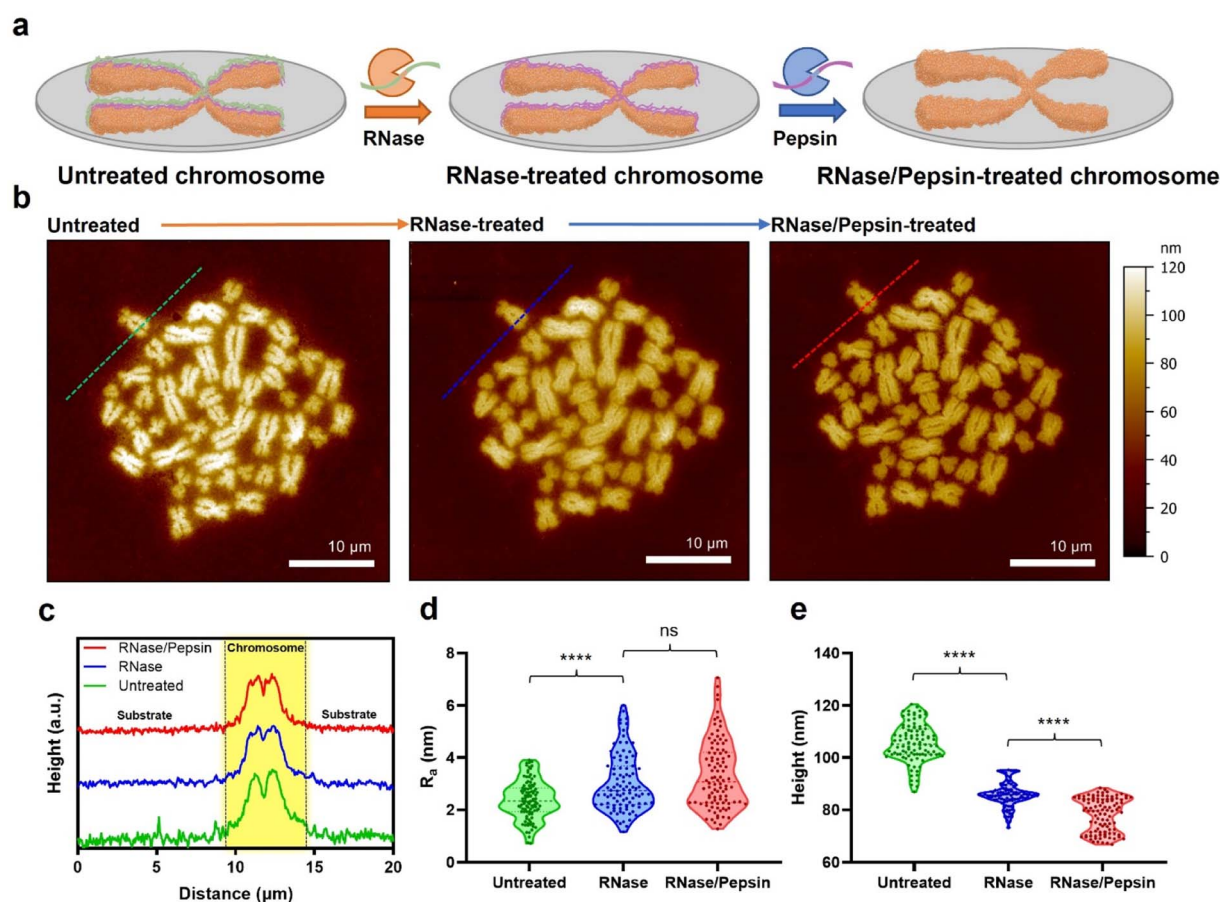 a
RNase
Pepsin
Untreated chromosome
RNase-treated chromosome
RNase/Pepsin-treated chromosome
b
Untreated
RNase-treated
RNase/Pepsin-treated
nm
120
100
80
60
40
20
0
10 µm
10 µm
10 µm
c
RNase/Pepsin
RNase
Untreated
Chromosome
Substrate
Substrate
Height (a.u.)
0
5
10
15
20
Distance (µm)
d
ns
****
8
6
4
2
0
Ra (nm)
Untreated
RNase
RNase/Pepsin
e
****
****
140
120
100
80
60
Height (nm)
Untreated
RNase
RNase/Pepsin